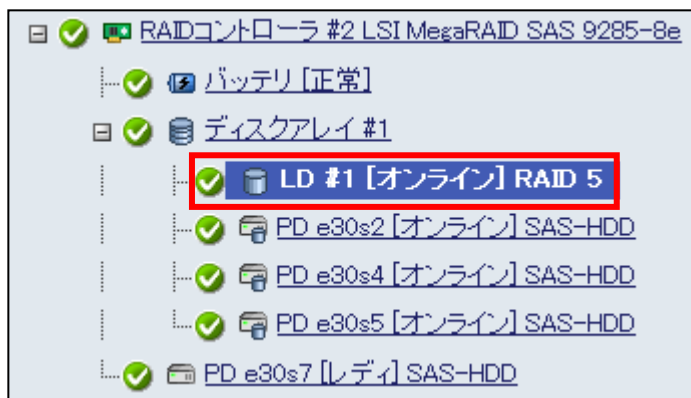 RAIDコントローラ #2 LSI MegaRAID SAS 9285-8e
バッテリ [正常]
ディスクアレイ #1
LD #1 [オンライン] RAID 5
PD e30s2 [オンライン] SAS-HDD
PD e30s4 [オンライン] SAS-HDD
PD e30s5 [オンライン] SAS-HDD
PD e30s7 [レディ] SAS-HDD